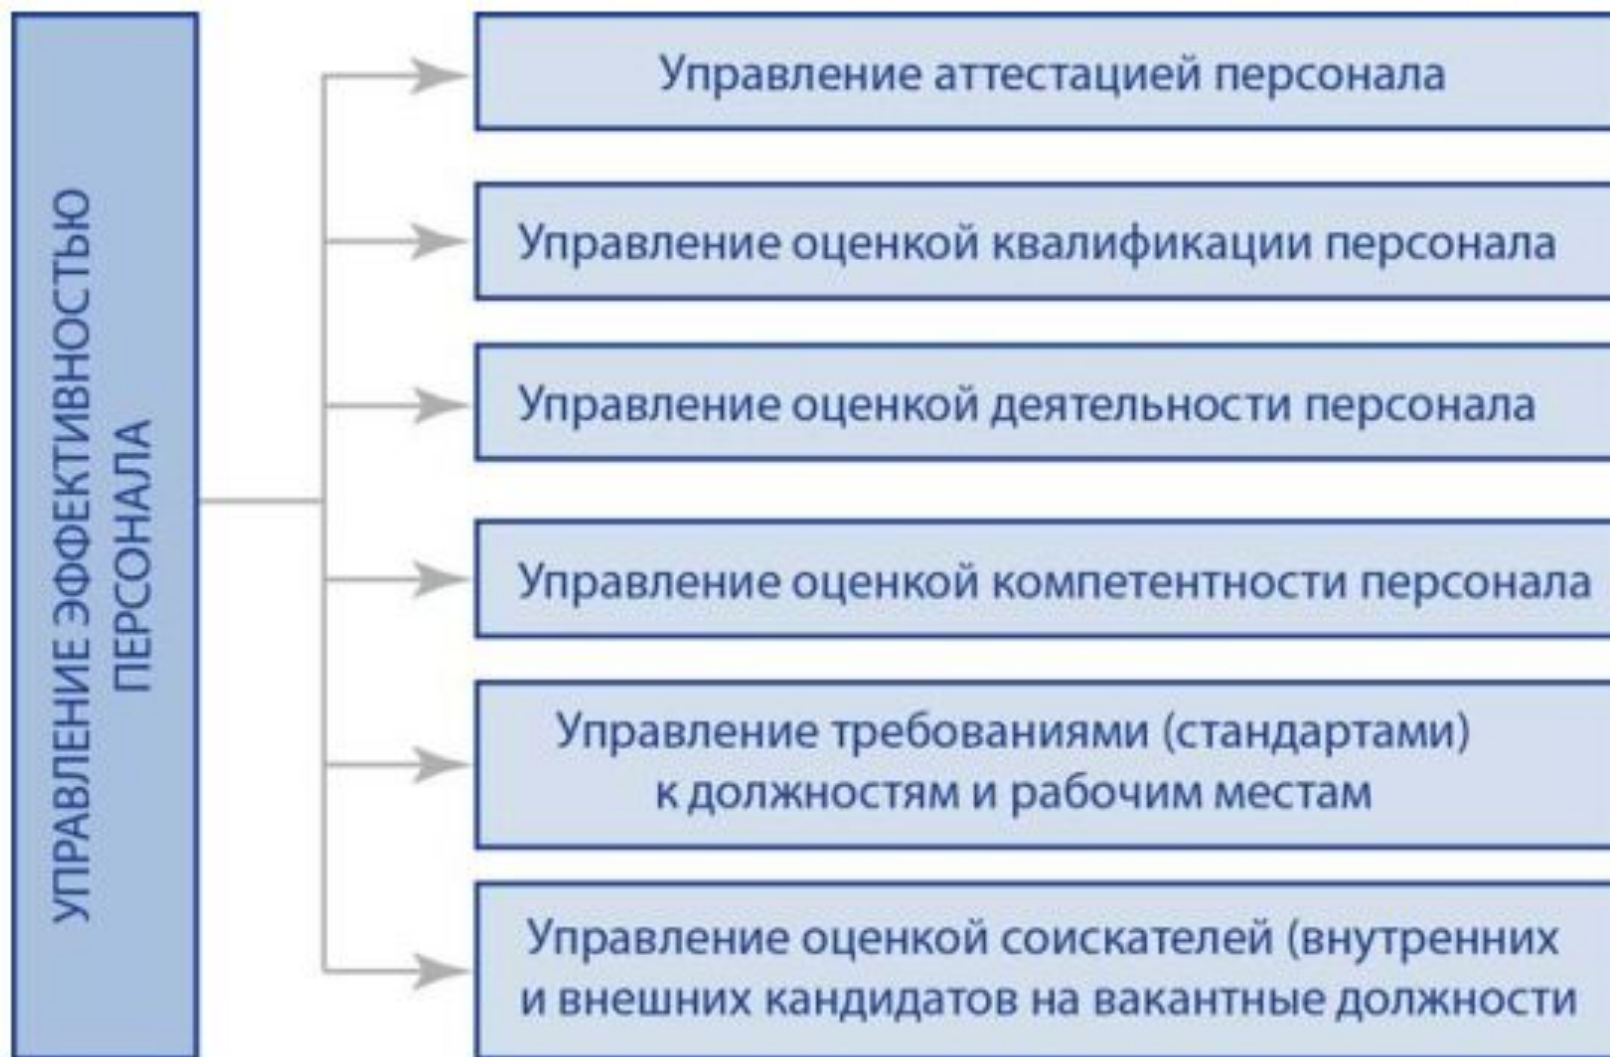 УПРАВЛЕНИЕ ЭФФЕКТИВНОСТЬЮ
ПЕРСОНАЛА
Управление аттестацией персонала
Управление оценкой квалификации персонала
Управление оценкой деятельности персонала
Управление оценкой компетентности персонала
Управление требованиями (стандартами)
к должностям и рабочим местам
Управление оценкой соискателей (внутренних
и внешних кандидатов на вакантные должности